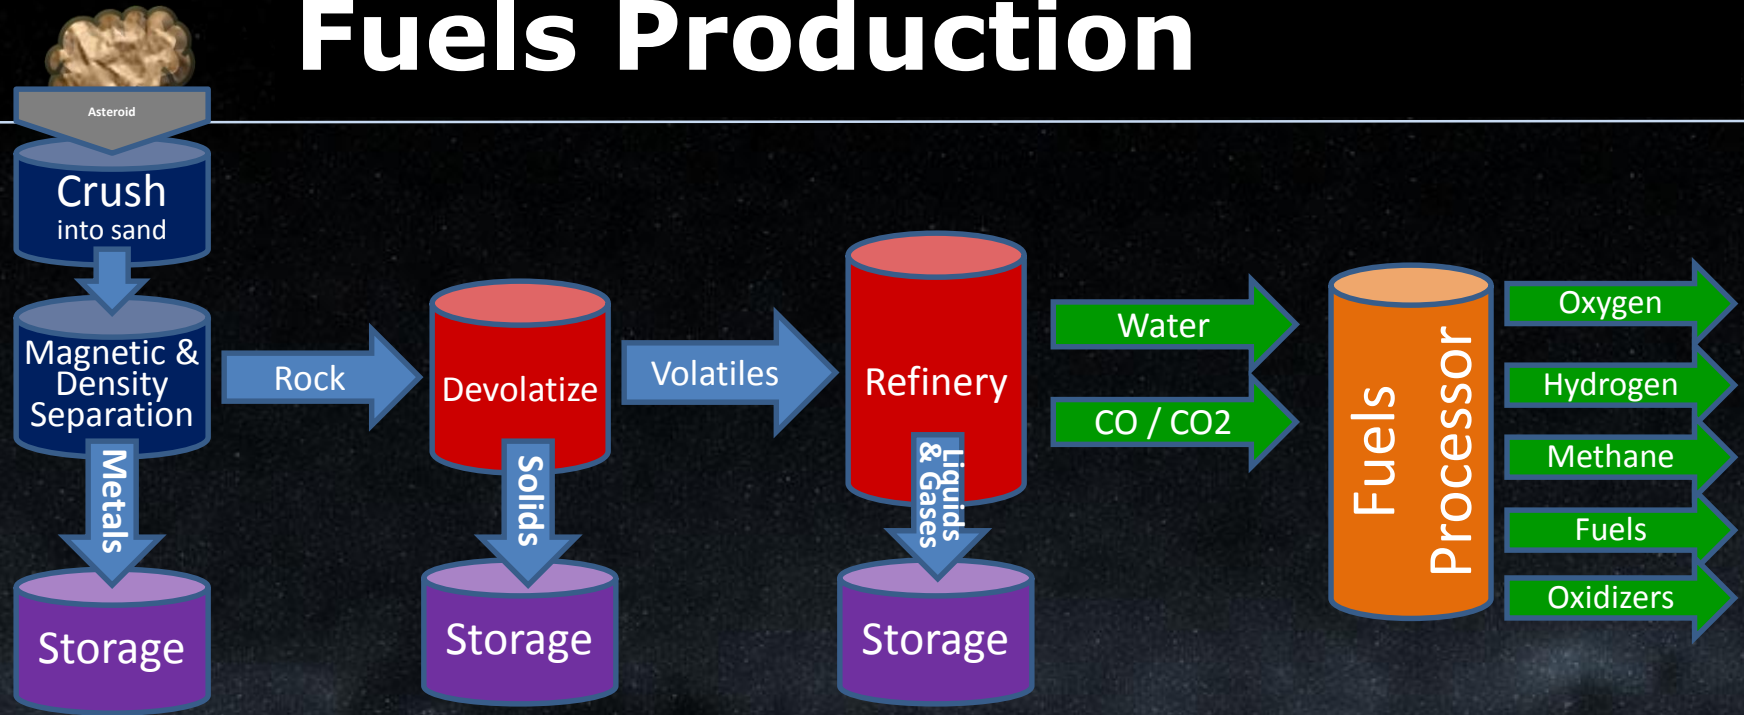 Fuels Production
Asteroid
Crush
into sand
Magnetic &
Density
Separation
Metals
Storage
Rock
Devolatize
Solids
Storage
Volatiles
Refinery
Liquids
& Gases
Storage
Water
CO / CO2
Fuels
Processor
Oxygen
Hydrogen
Methane
Fuels
Oxidizers